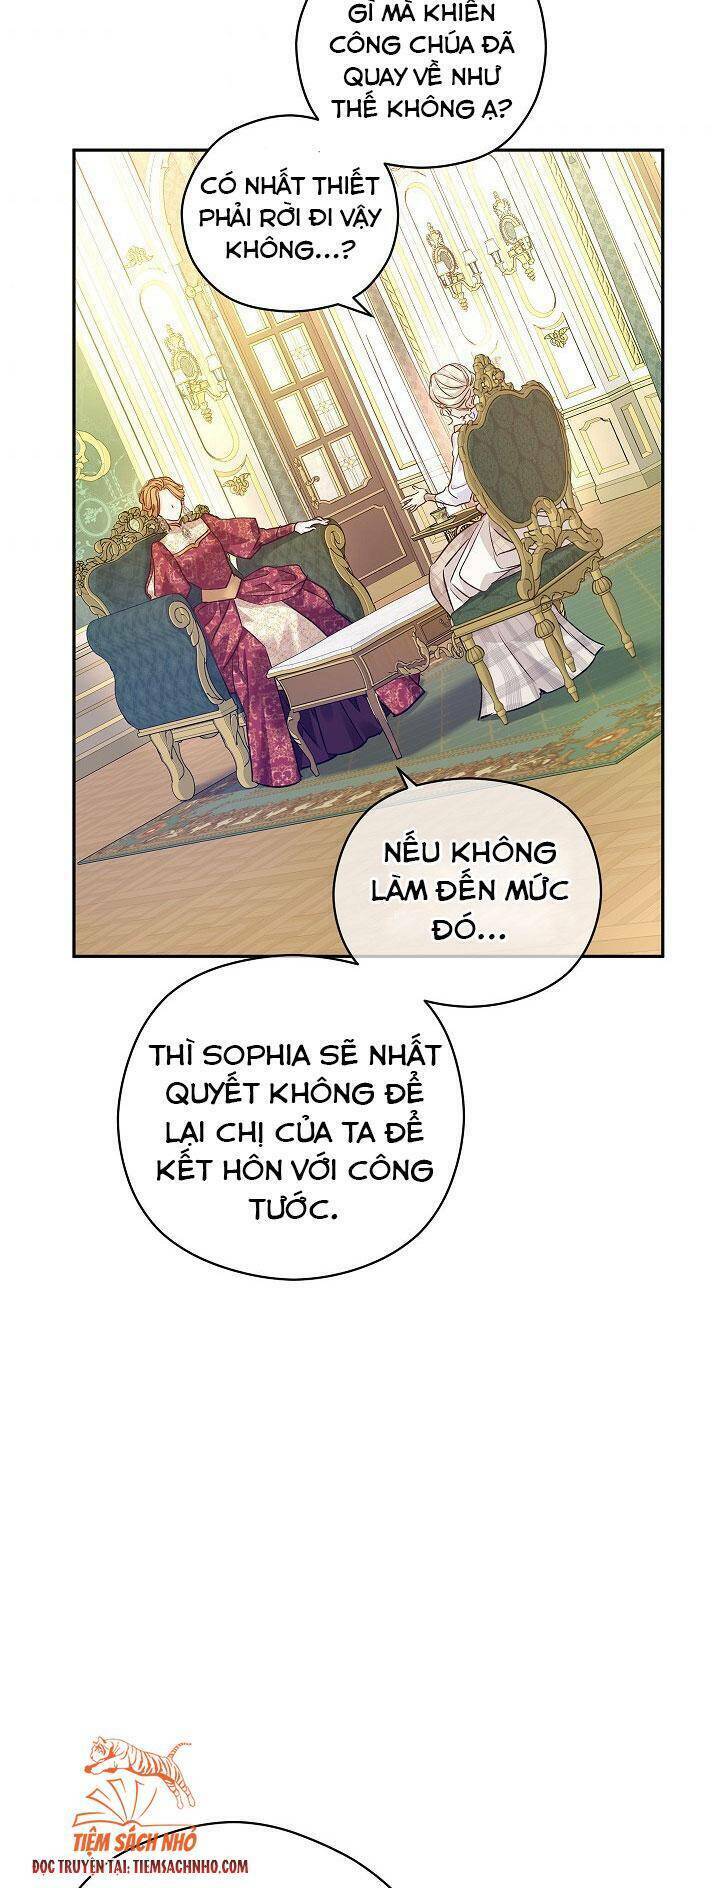 GÌ MÀ KHIẾN
CÔNG CHÚA ĐÃ
QUAY VỀ NHƯ
THẾ KHÔNG Ạ?
CÓ NHẤT THIẾT
PHẢI RỜI ĐI VẬY
KHÔNG...?
NẾU KHÔNG
LÀM ĐẾN MỨC
ĐÓ...
THÌ SOPHIA SẼ NHẤT
QUYẾT KHÔNG ĐỂ
LẠI CHỊ CỦA TA ĐỂ
KẾT HÔN VỚI CÔNG
TƯỚC.
TIỆM SÁCH NHỎ
ĐỌC TRUYỆN TẠI: TIEMSACHNHO.COM